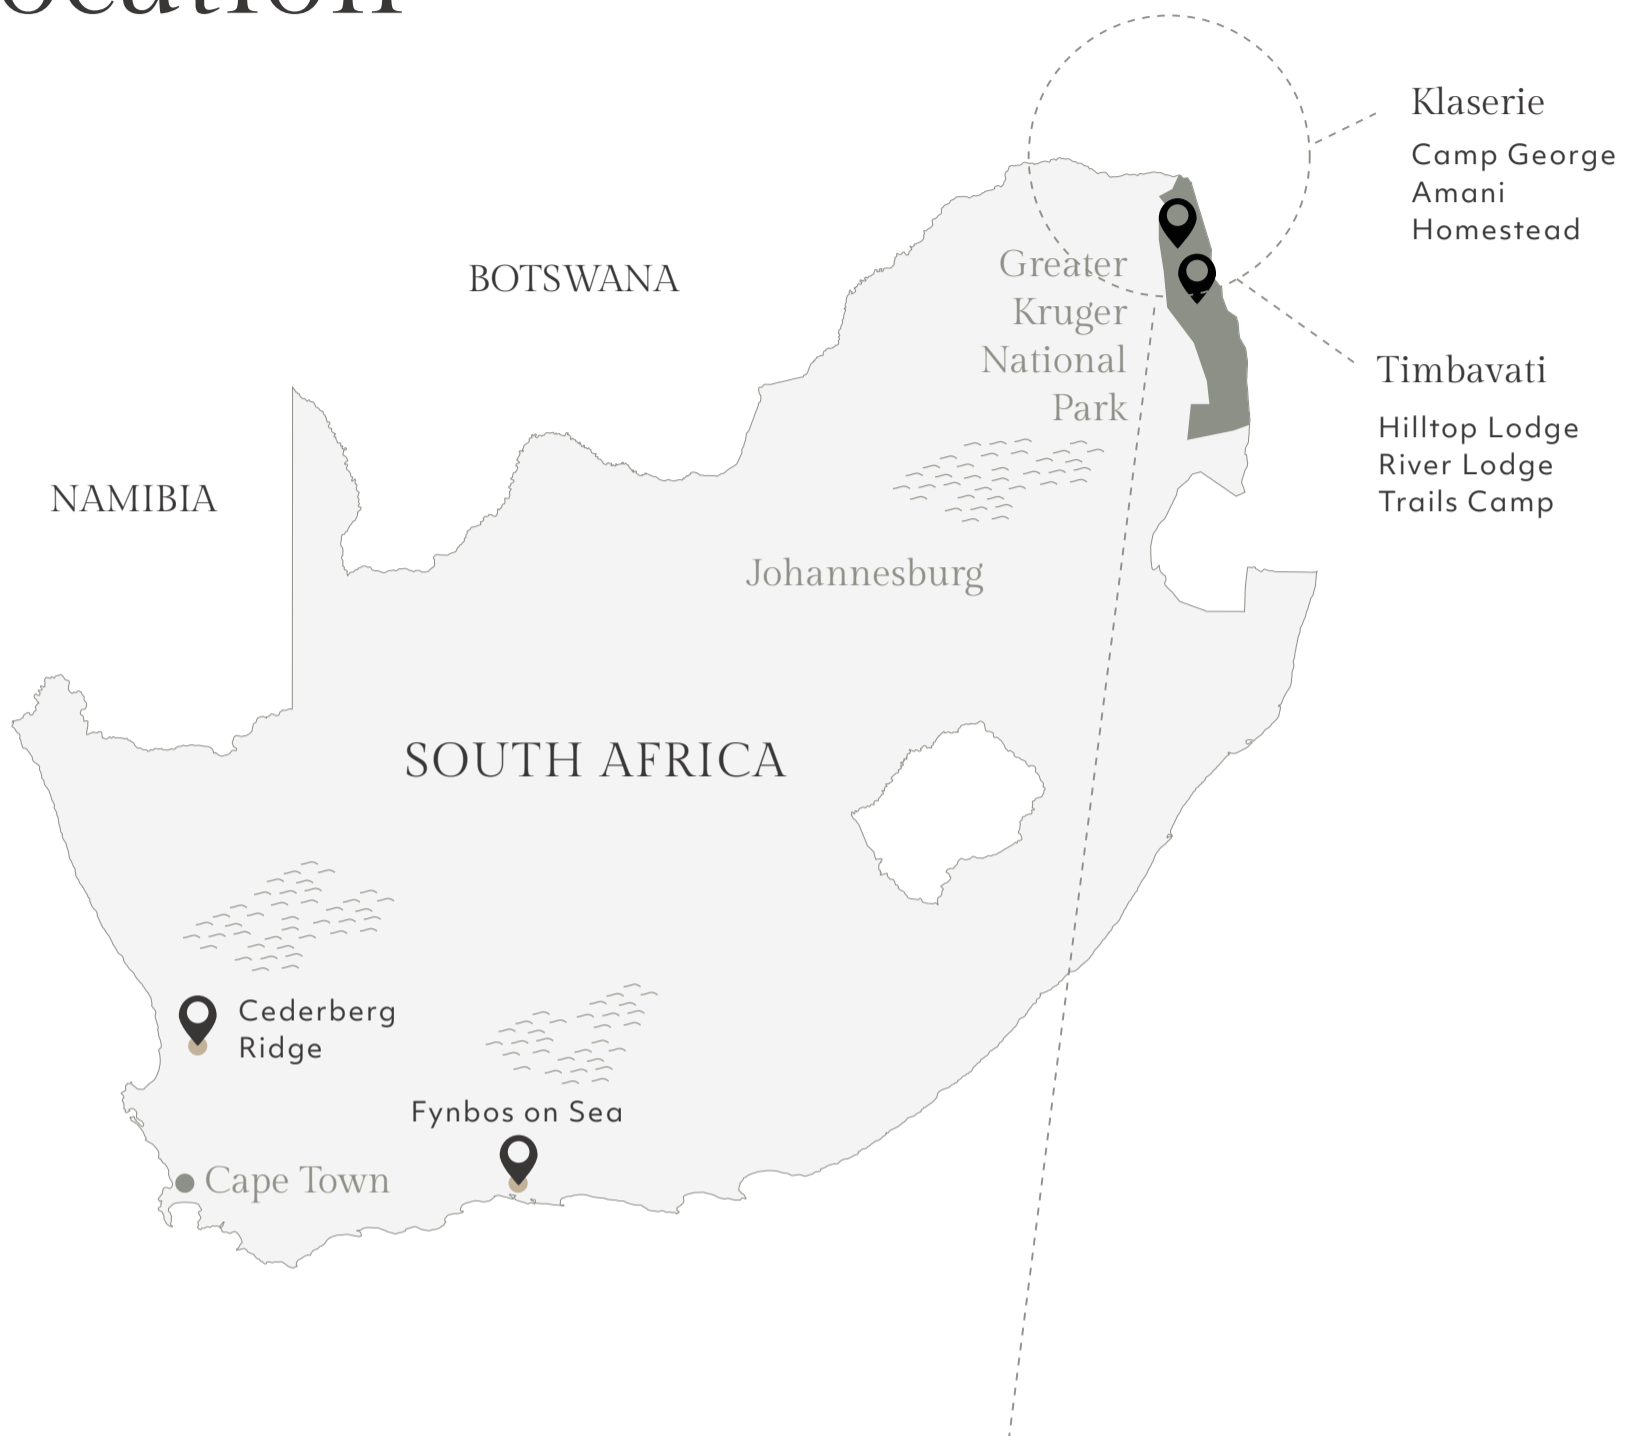 Klaserie
Camp George
Amani
Homestead
BOTSWANA
Greater
Kruger
National
Park
Timbavati
Hilltop Lodge
River Lodge
Trails Camp
NAMIBIA
Johannesburg
SOUTH AFRICA
Cederberg
Ridge
Fynbos on Sea
Cape Town